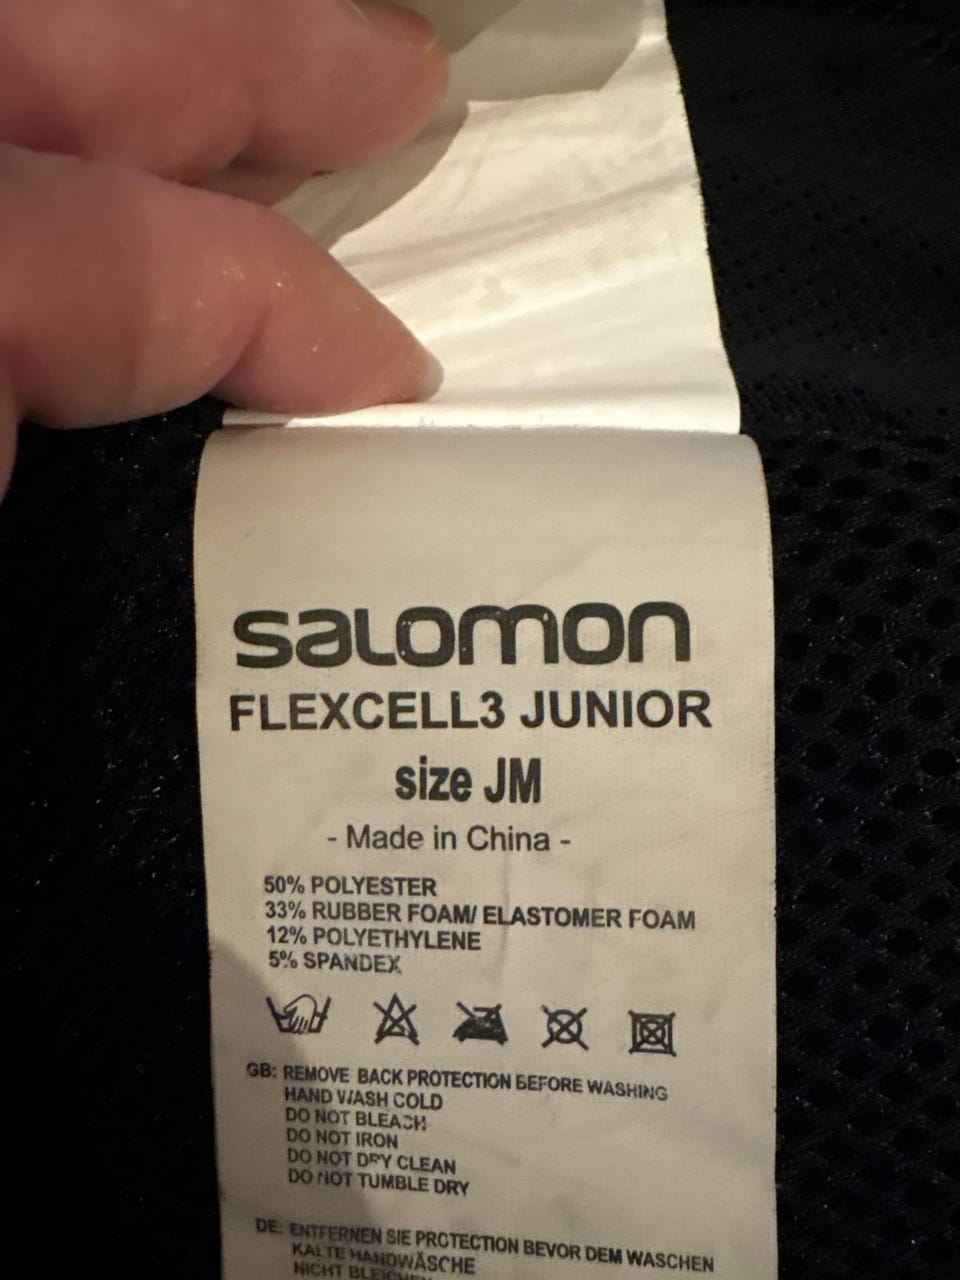 salomon
FLEXCELL3 JUNIOR
size JM
- Made in China -
50% POLYESTER
33% RUBBER FOAM/ ELASTOMER FOAM
12% POLYETHYLENE
5% SPANDEX
GB: REMOVE BACK PROTECTION BEFORE WASHING
HAND WASH COLD
DO NOT BLEACH
DO NOT IRON
DO NOT DRY CLEAN
DO NOT TUMBLE DRY
DE: ENTFERNEN SIE PROTECTION BEVOR DEM WASCHEN
KALTE HANDWÄSCHE
NICHT BLEICHEN